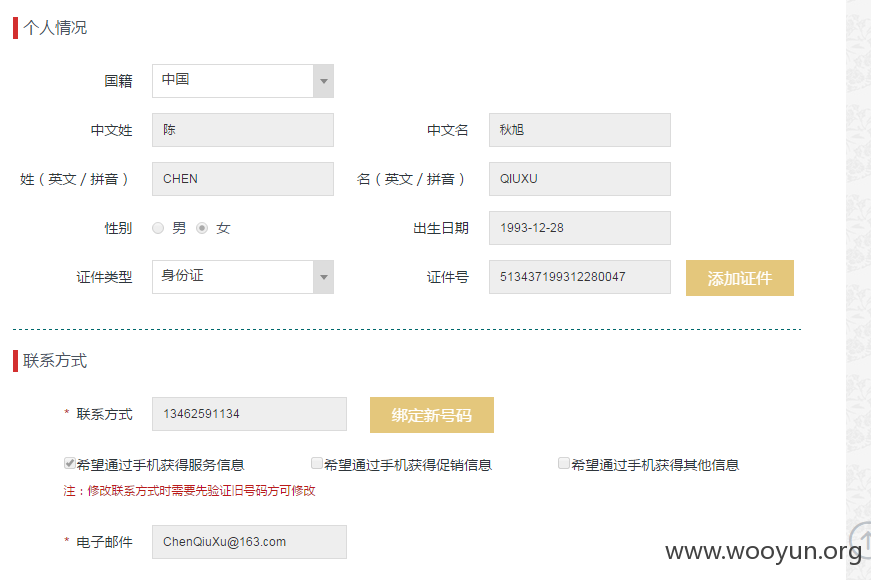 个人情况
国籍 中国
中文姓 陈 中文名 秋旭
姓（英文 / 拼音） CHEN 名（英文 / 拼音） QIUXU
性别 男 女 出生日期 1993-12-28
证件类型 身份证 证件号 513437199312280047 添加证件
联系方式
* 联系方式 13462591134 绑定新号码
希望通过手机获得服务信息 希望通过手机获得促销信息 希望通过手机获得其他信息
注：修改联系方式时需要先验证旧号码方可修改
* 电子邮件 ChenQiuXu@163.com
www.wooyun.org